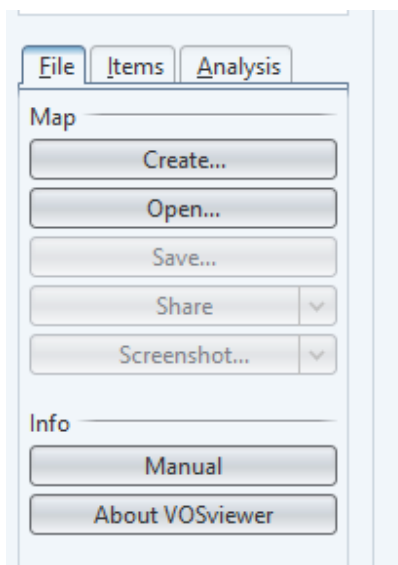 File Items Analysis
Map
Create...
Open...
Save...
Share
Screenshot...
Info
Manual
About VOSviewer